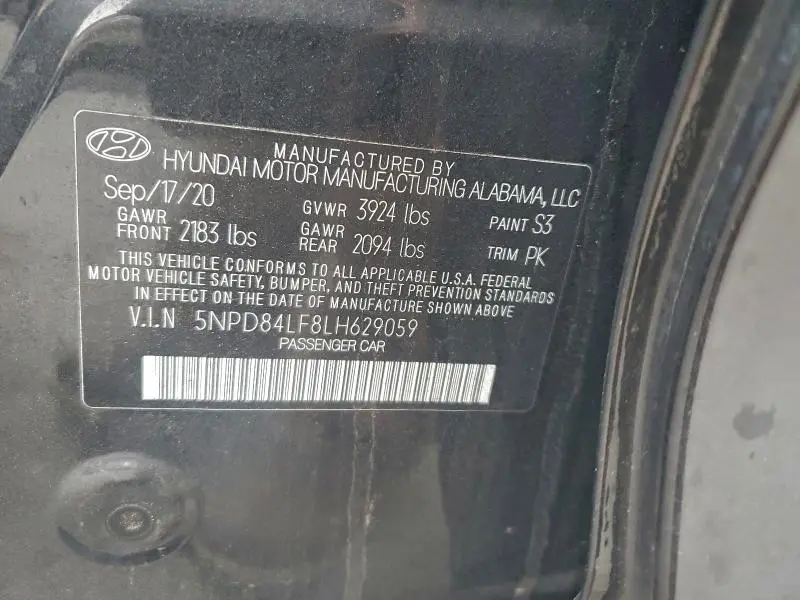 MANUFACTURED BY
HYUNDAI MOTOR MANUFACTURING ALABAMA, LLC
Sep/17/20 GVWR 3924 lbs PAINT S3
GAWR FRONT 2183 lbs GAWR REAR 2094 lbs TRIM PK
THIS VEHICLE CONFORMS TO ALL APPLICABLE U.S.A. FEDERAL
MOTOR VEHICLE SAFETY, BUMPER, AND THEFT PREVENTION STANDARDS
IN EFFECT ON THE DATE OF MANUFACTURE SHOWN ABOVE
V.I.N 5NPD84LF8LH629059
PASSENGER CAR